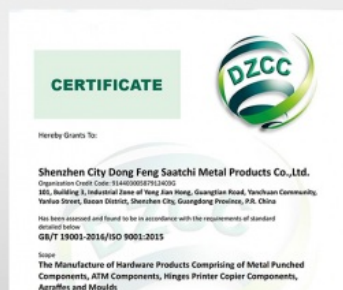 CERTIFICATE
DZCC
Hereby Grants To:
Shenzhen City Dong Feng Saatchi Metal Products Co.,Ltd.
Organization Credit Code:
101, Building 3, Industrial Zone of Yong Jian Hong, Guangtian Road, Yanchuan Community,
Yanluo Street, Baoan District, Shenzhen City, Guangdong Province, P.R. China
Has been assessed and found to be in accordance with the requirements of standard
detailed below
GB/T 19001-2016/ISO 9001:2015
Scope
The Manufacture of Hardware Products Comprising of Metal Punched
Components, ATM Components, Hinges Printer Copier Components,
Agraffes and Moulds